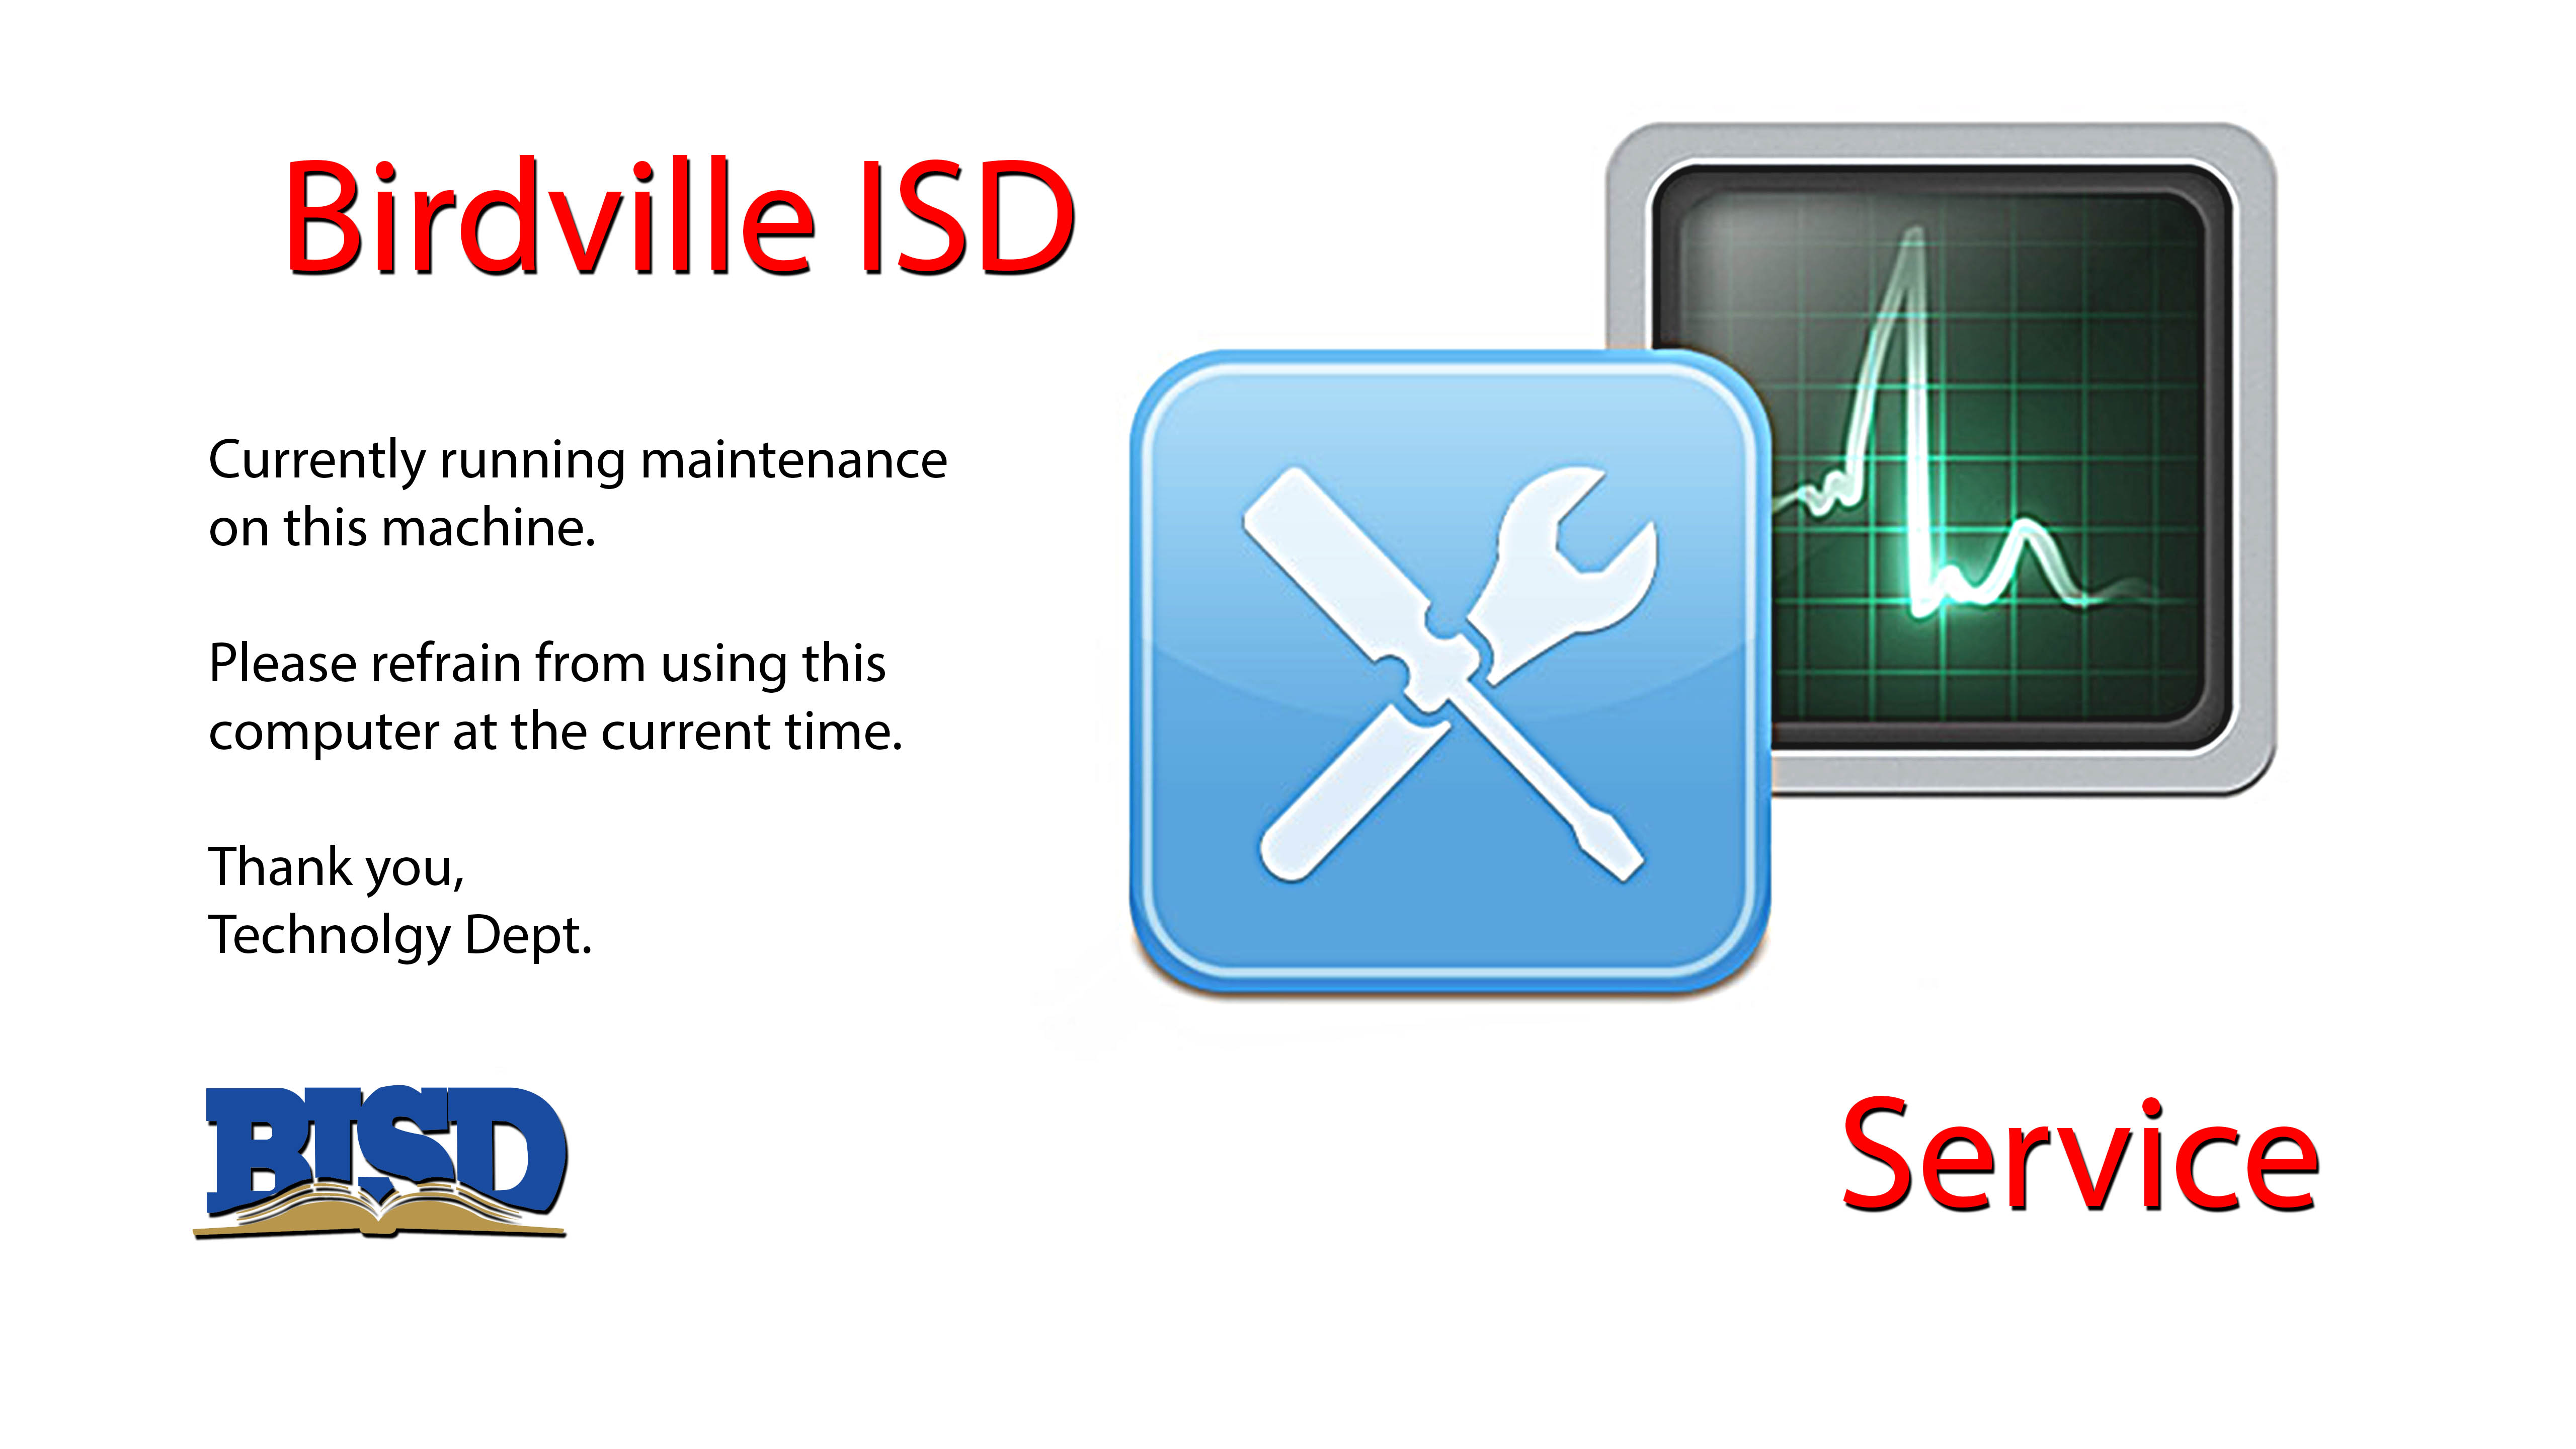 Birdville ISD
Currently running maintenance
on this machine.
Please refrain from using this
computer at the current time.
Thank you,
Technolgy Dept.
BISD
Service